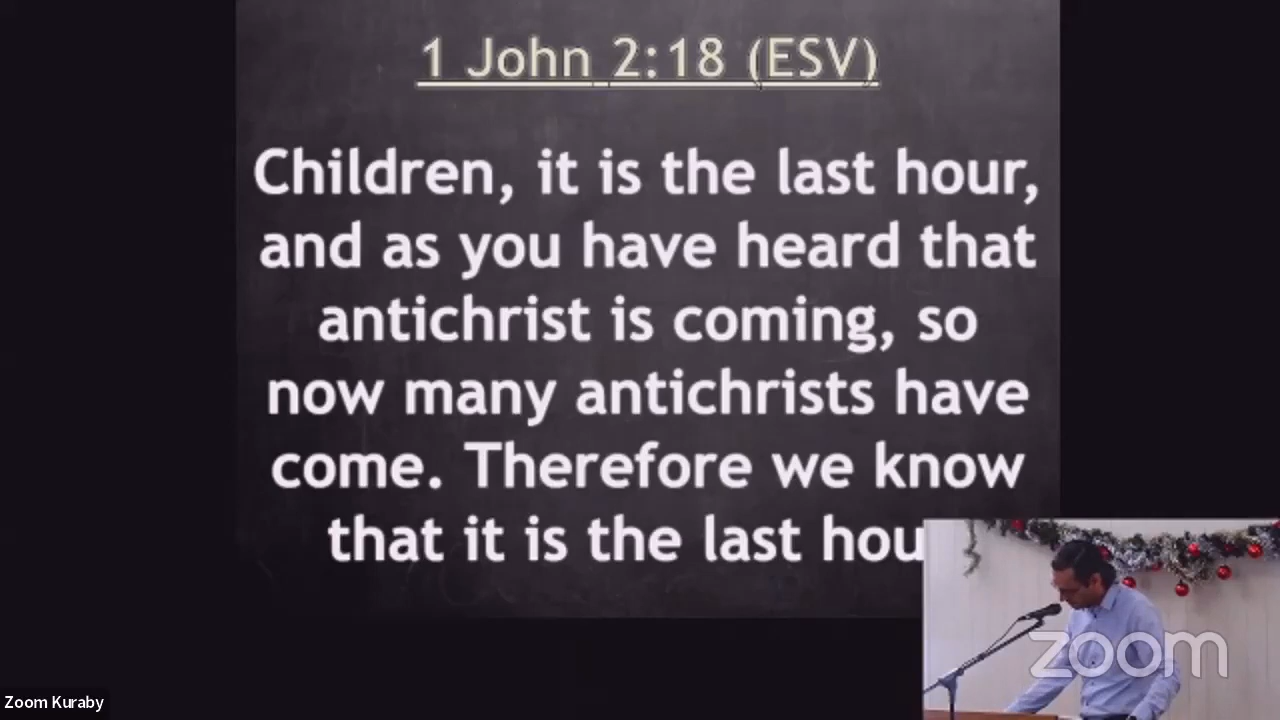 1 John 2:18 (ESV)
Children, it is the last hour,
and as you have heard that
antichrist is coming, so
now many antichrists have
come. Therefore we know
that it is the last hou
zoom
Zoom Kuraby